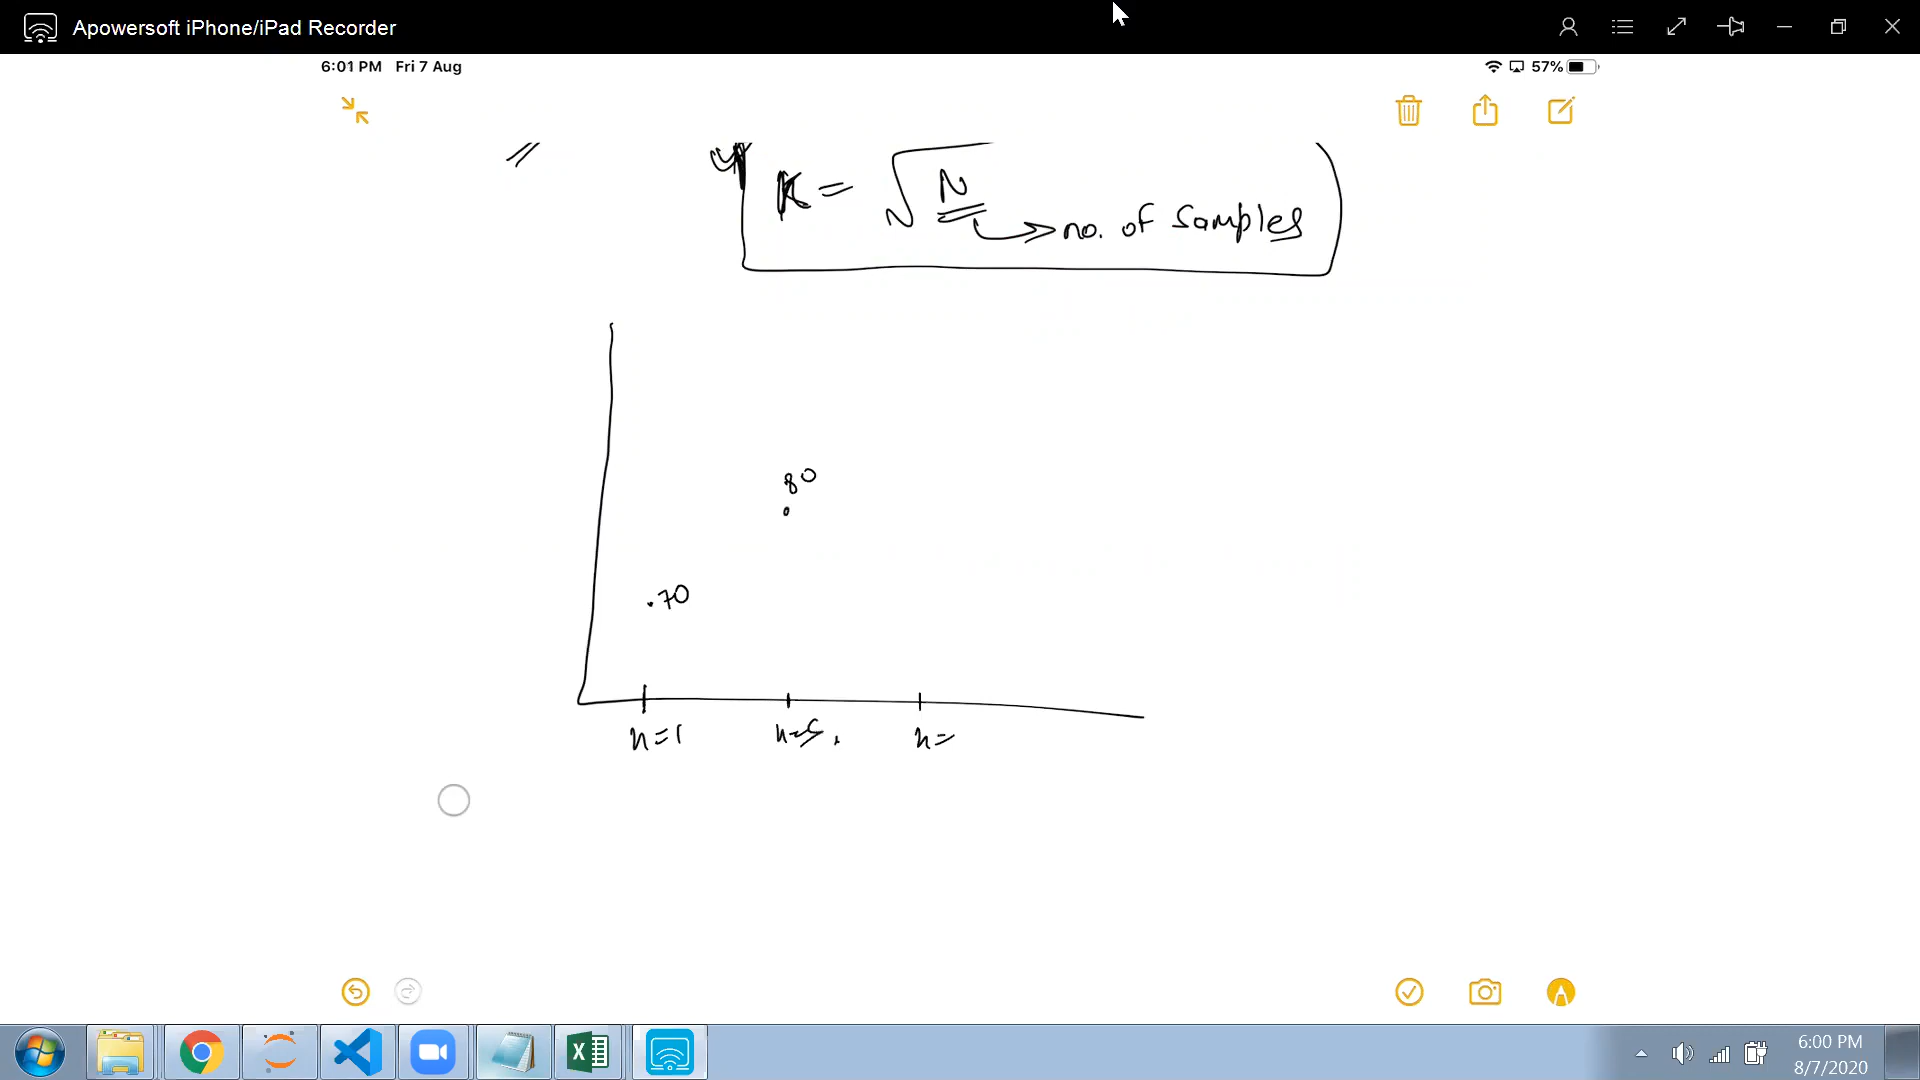 Apowersoft iPhone/iPad Recorder
6:01 PM Fri 7 Aug 57%
K = √N
→ no. of samples
80
.70
n=1 n=5. n=
6:00 PM
8/7/2020